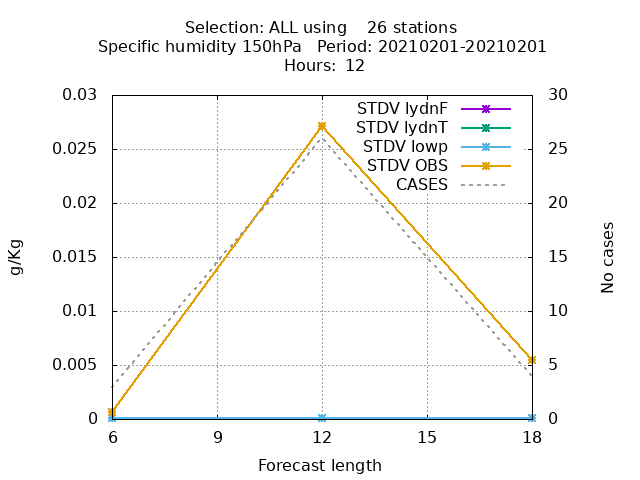 Selection: ALL using    26 stations
Specific humidity 150hPa   Period: 20210201-20210201
Hours: 12
0.03
0.025
0.02
0.015
0.01
0.005
0
30
25
20
15
10
5
0
STDV lydnF
STDV lydnT
STDV lowp
STDV OBS
CASES
g/Kg
No cases
6 9 12 15 18
Forecast length